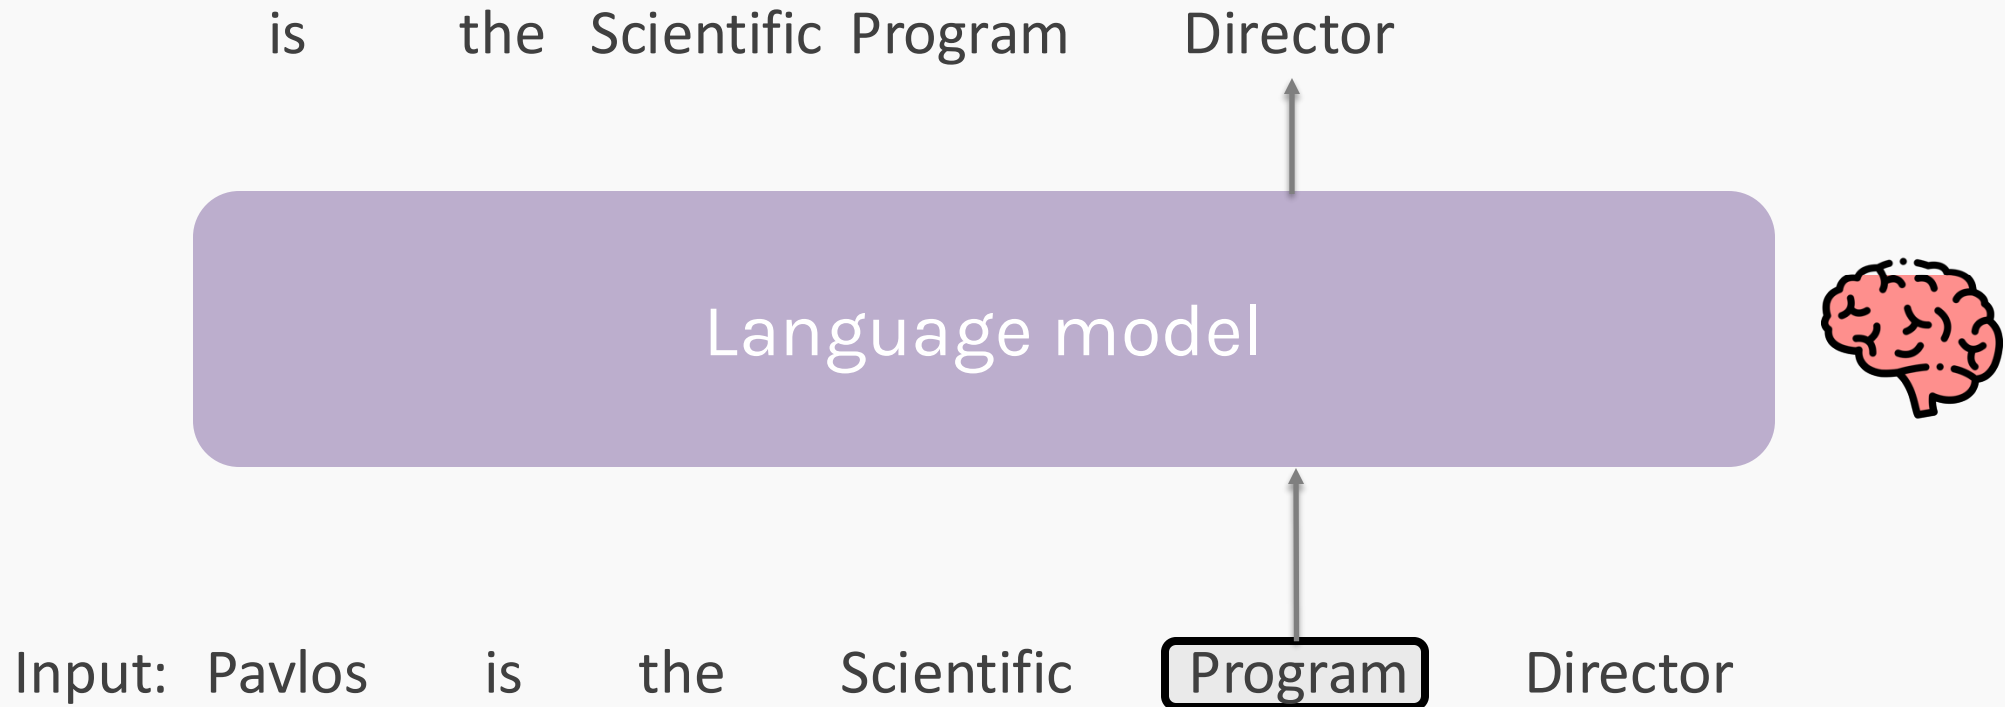 is the Scientific Program Director
Language model
Input: Pavlos is the Scientific Program Director